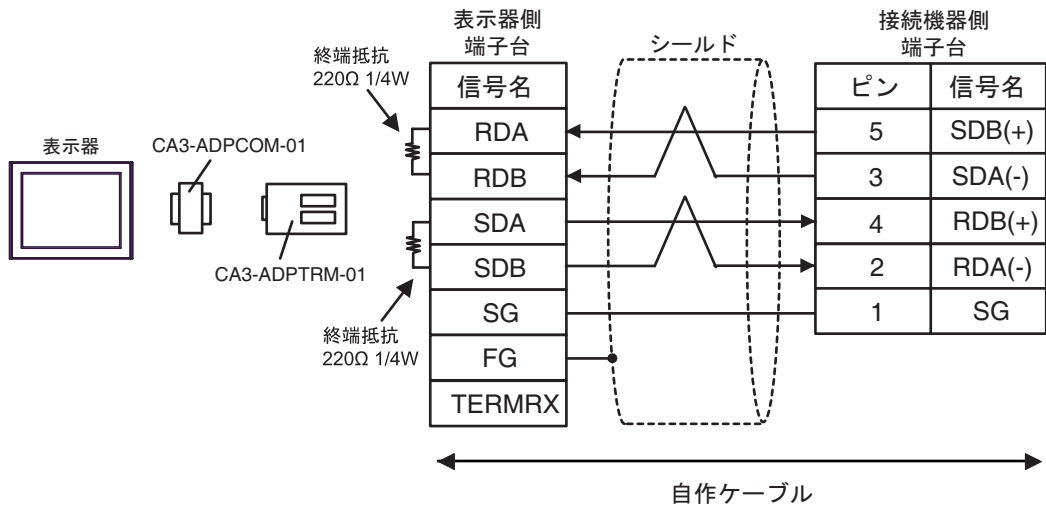 表示器
CA3-ADPCOM-01
CA3-ADPTRM-01
終端抵抗
220Ω 1/4W
終端抵抗
220Ω 1/4W
表示器側
端子台
信号名
RDA
RDB
SDA
SDB
SG
FG
TERMRX
シールド
接続機器側
端子台
ピン 信号名
5 SDB(+)
3 SDA(-)
4 RDB(+)
2 RDA(-)
1 SG
自作ケーブル